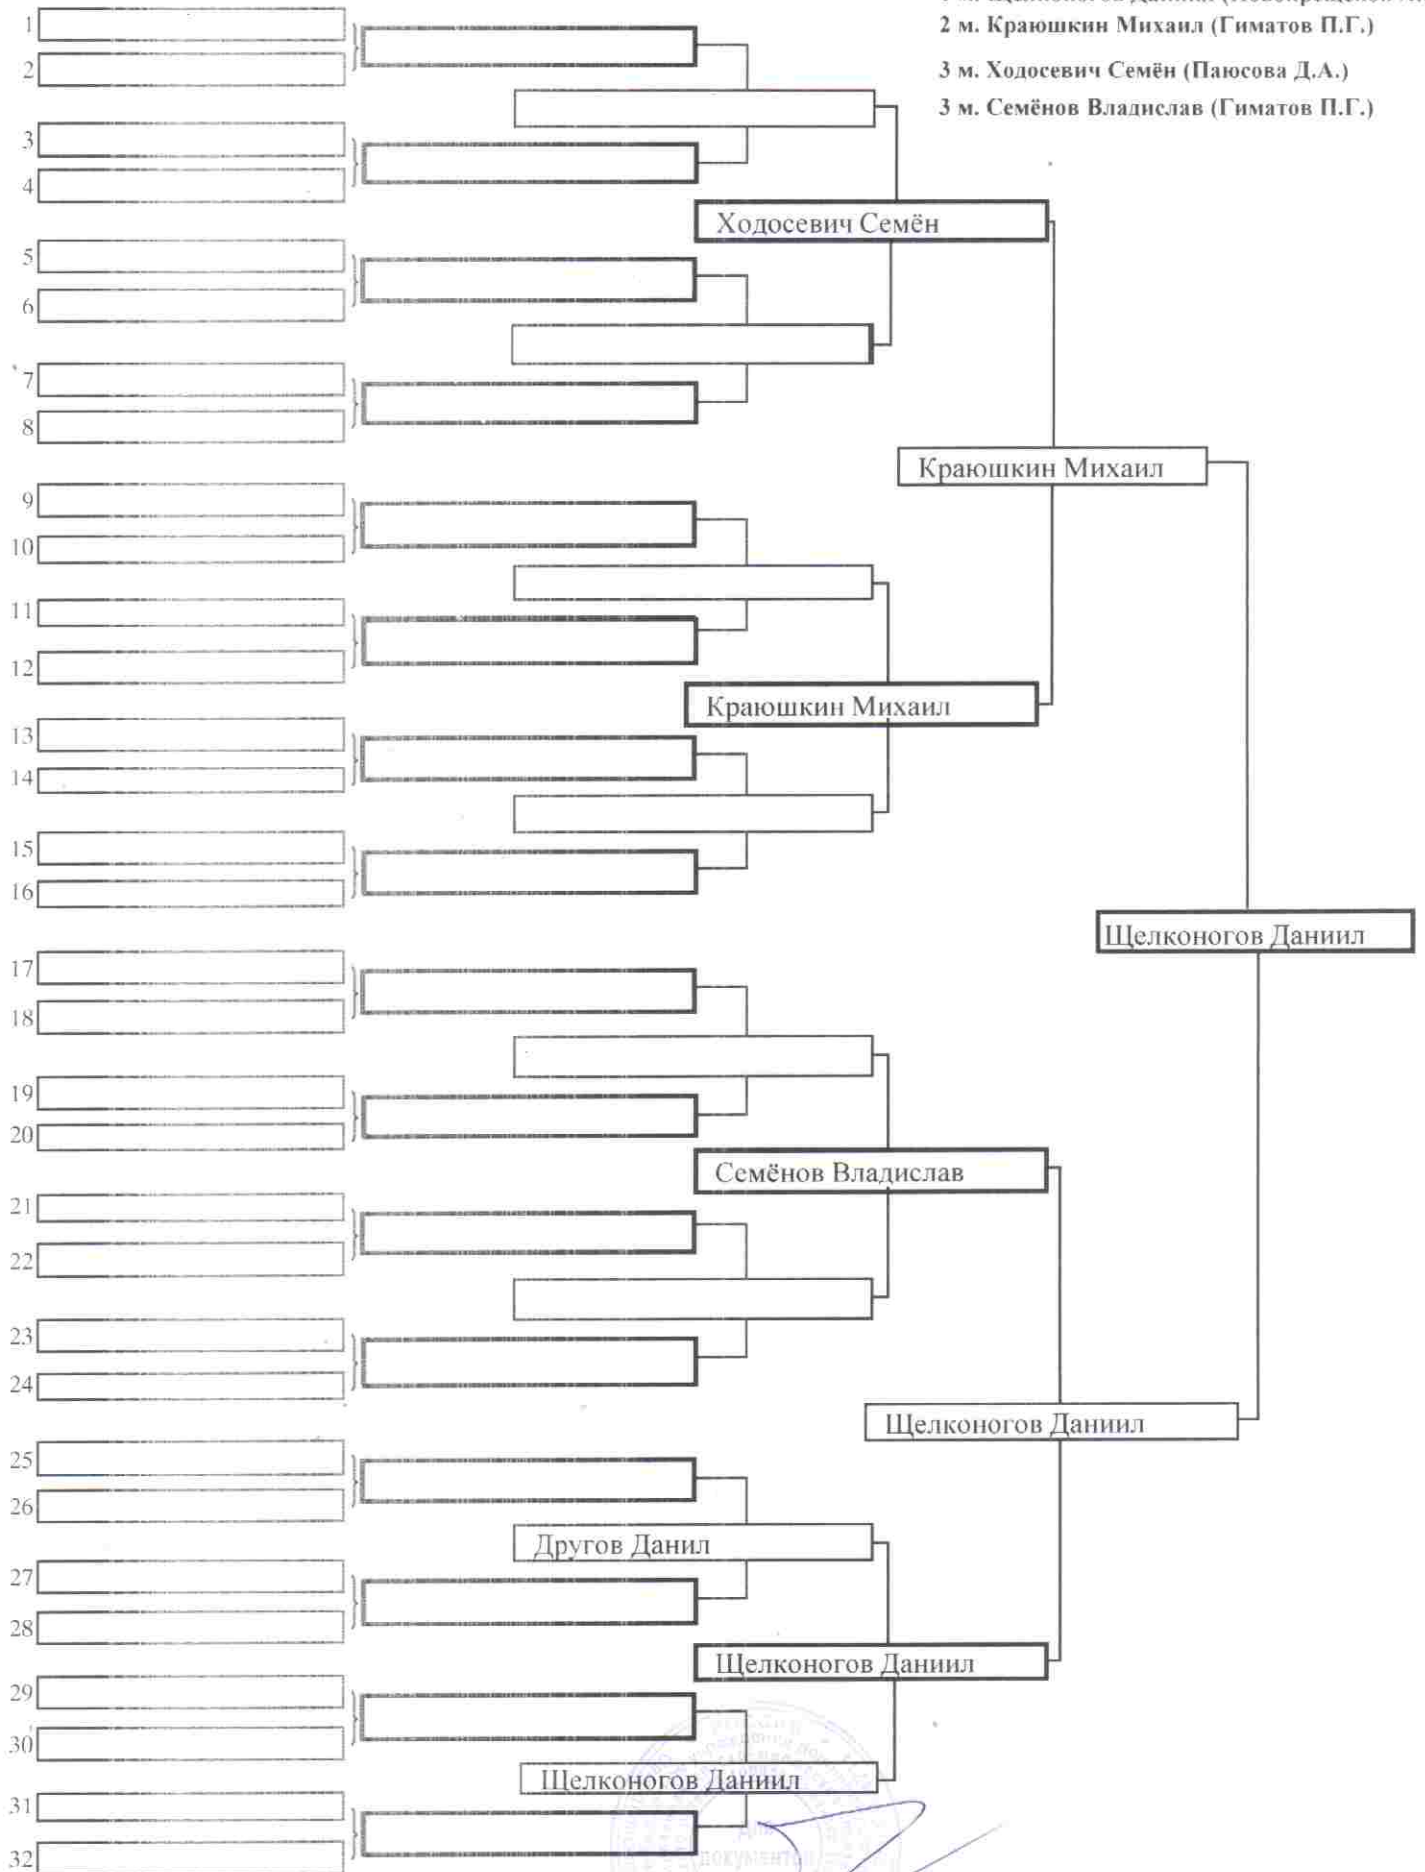 2 м. Краюшкин Михаил (Гиматов П.Г.)
3 м. Ходосевич Семён (Паюсова Д.А.)
3 м. Семёнов Владислав (Гиматов П.Г.)
1
2
3
4
Ходосевич Семён
5
6
7
8
Краюшкин Михаил
9
10
11
12
Краюшкин Михаил
13
14
15
16
Щелконогов Даниил
17
18
19
20
Семёнов Владислав
21
22
23
24
Щелконогов Даниил
25
26
Другов Данил
27
28
Щелконогов Даниил
29
30
Щелконогов Даниил
31
32
документов